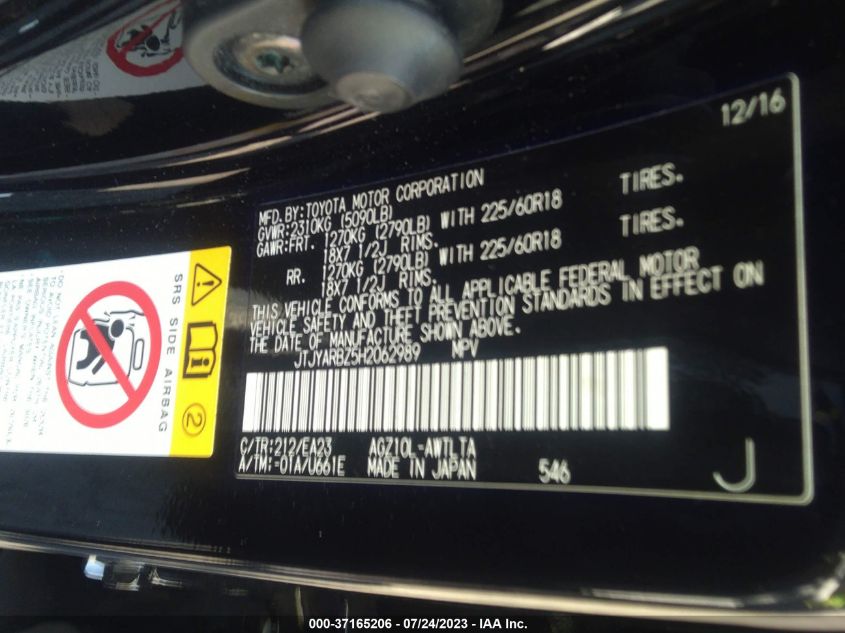 12/16
MFD.BY:TOYOTA MOTOR CORPORATION
GVWR:2310KG (5090LB)
GAWR:FRT. 1270KG (2790LB) WITH 225/60R18 TIRES.
18X7 1/2J RIMS.
RR. 1270KG (2790LB) WITH 225/60R18 TIRES.
18X7 1/2J RIMS.
THIS VEHICLE CONFORMS TO ALL APPLICABLE FEDERAL MOTOR
VEHICLE SAFETY AND THEFT PREVENTION STANDARDS IN EFFECT ON
THE DATE OF MANUFACTURE SHOWN ABOVE.
JTJYARBZ5H2062989 MPV
C/TR:212/EA23 AGZ10L-AWTLTA
A/TM:-01A/U661E MADE IN JAPAN 546
J
SRS SIDE AIRBAG
2
000-37165206 - 07/24/2023 - IAA Inc.